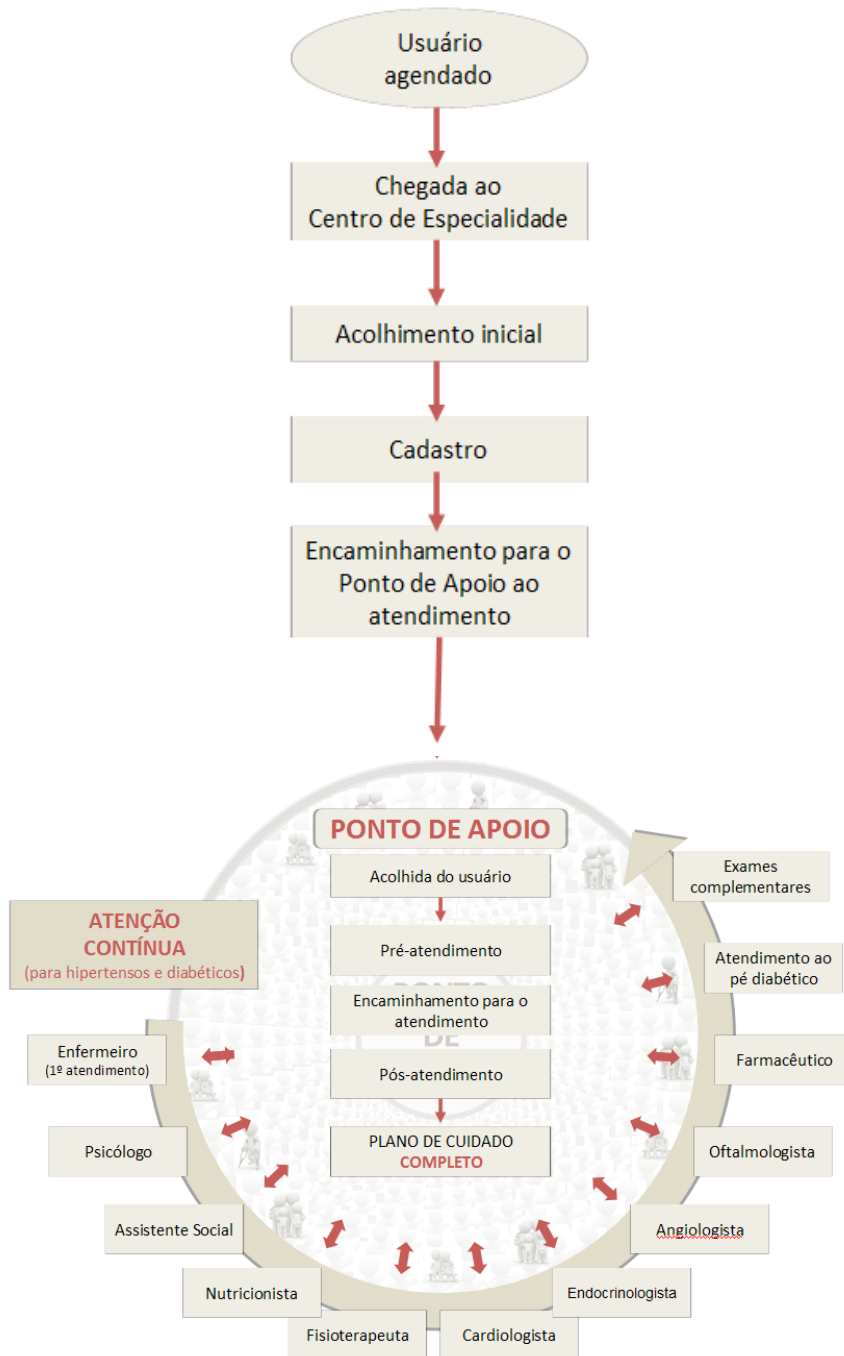 Usuário
agendado
Chegada ao
Centro de Especialidade
Acolhimento inicial
Cadastro
Encaminhamento para o
Ponto de Apoio ao
atendimento
PONTO DE APOIO
Acolhida do usuário
Pré-atendimento
PONTO
Encaminhamento para o
atendimento
DE
Pós-atendimento
PLANO DE CUIDADO
COMPLETO
ATENÇÃO
CONTÍNUA
(para hipertensos e diabéticos)
Enfermeiro
(1º atendimento)
Psicólogo
Assistente Social
Nutricionista
Fisioterapeuta
Cardiologista
Endocrinologista
Angiologista
Oftalmologista
Farmacêutico
Atendimento ao
pé diabético
Exames
complementares